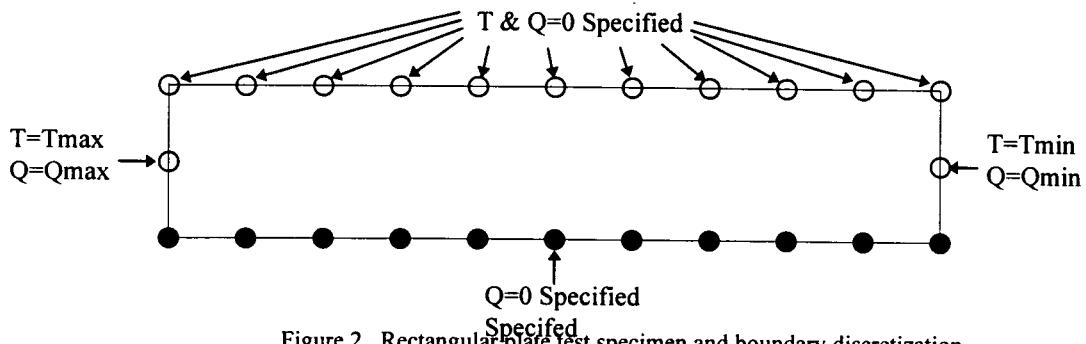 T & Q=0 Specified
T=Tmax
Q=Qmax
T=Tmin
Q=Qmin
Q=0 Specified
Specifed
Figure 2. Rectangular plate test specimen and boundary discretization